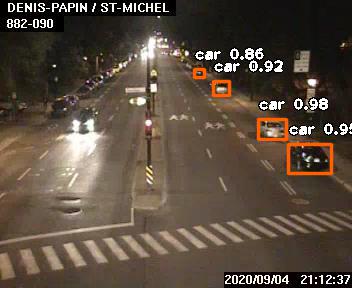 DENIS-PAPIN / ST-MICHEL
882-090
car 0.86
car 0.92
car 0.98
car 0.95
2020/09/04 21:12:37